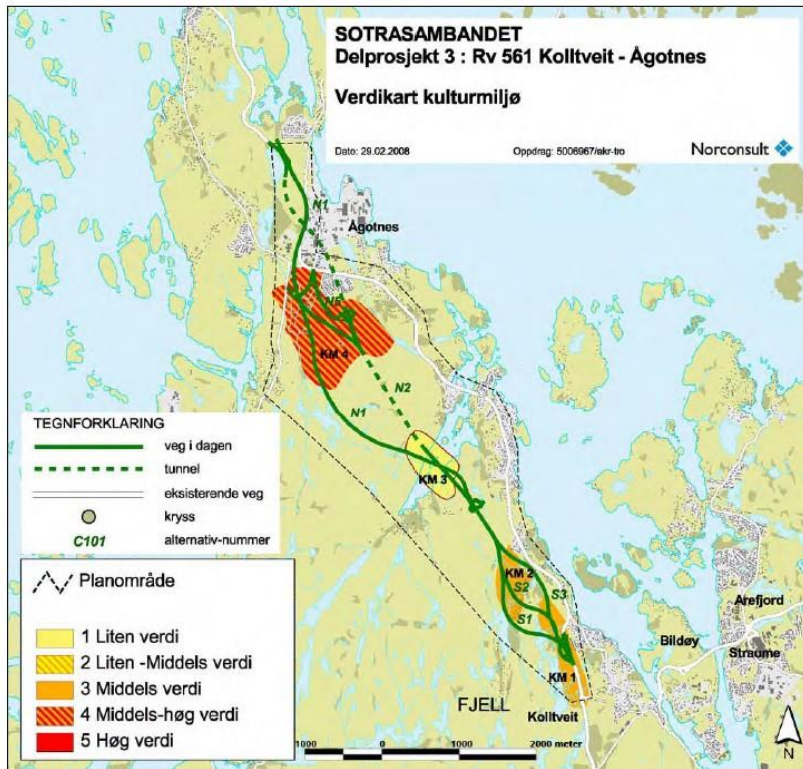 SOTRASAMBANDET
Delprosjekt 3 : Rv 561 Kolltveit - Ågotnes
Verdikart kulturmiljø
Dato: 29.02.2008 Oppdrag: 5006967/akr-tro Norconsult
N1
Ågotnes
KM 4
N2
N1
KM 3
KM 2
S2
S3
S1
KM 1
Kolltveit
FJELL
Bildøy
Arefjord
Straume
TEGNFORKLARING
veg i dagen
tunnel
eksisterende veg
kryss
C101 alternativ-nummer
Planområde
1 Liten verdi
2 Liten -Middels verdi
3 Middels verdi
4 Middels-høg verdi
5 Høg verdi
1000 0 1000 2000 meter
N